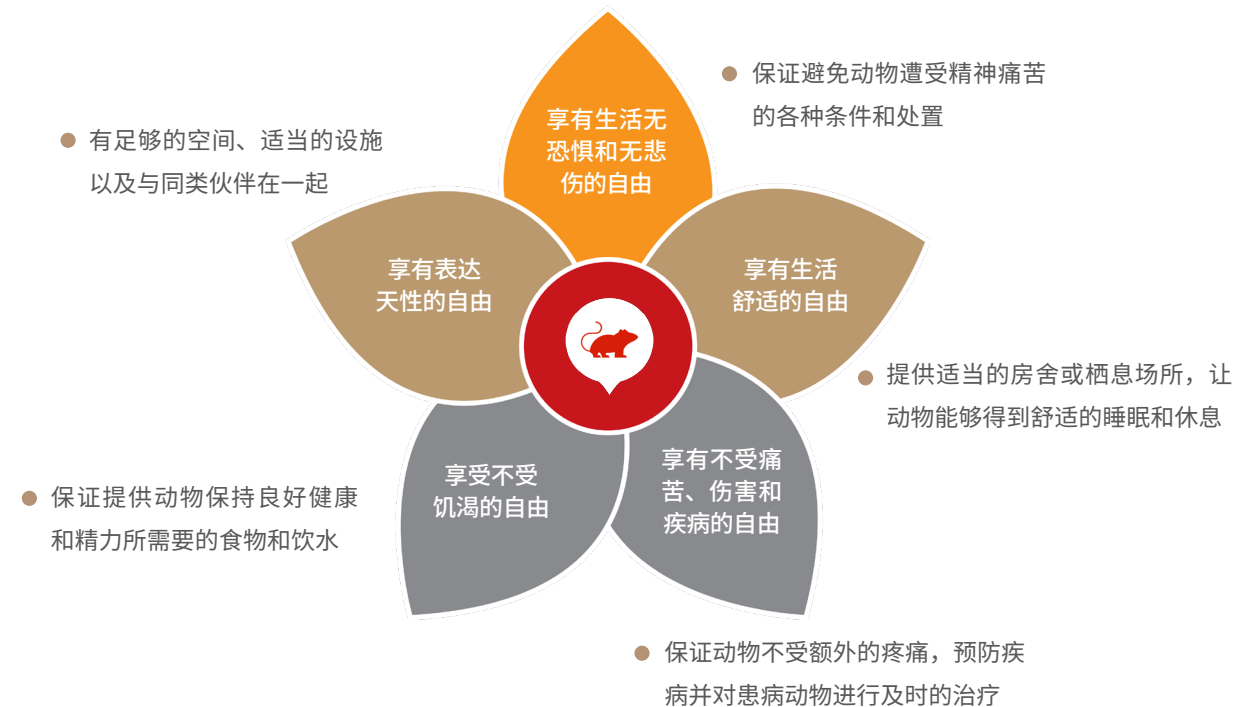 享有生活无
恐惧和无悲
伤的自由
保证避免动物遭受精神痛苦
的各种条件和处置
有足够的空间、适当的设施
以及与同类伙伴在一起
享有表达
天性的自由
享有生活
舒适的自由
提供适当的房舍或栖息场所，让
动物能够得到舒适的睡眠和休息
享受不受
饥渴的自由
享有不受痛
苦、伤害和
疾病的自由
保证提供动物保持良好健康
和精力所需要的食物和饮水
保证动物不受额外的疼痛，预防疾
病并对患病动物进行及时的治疗